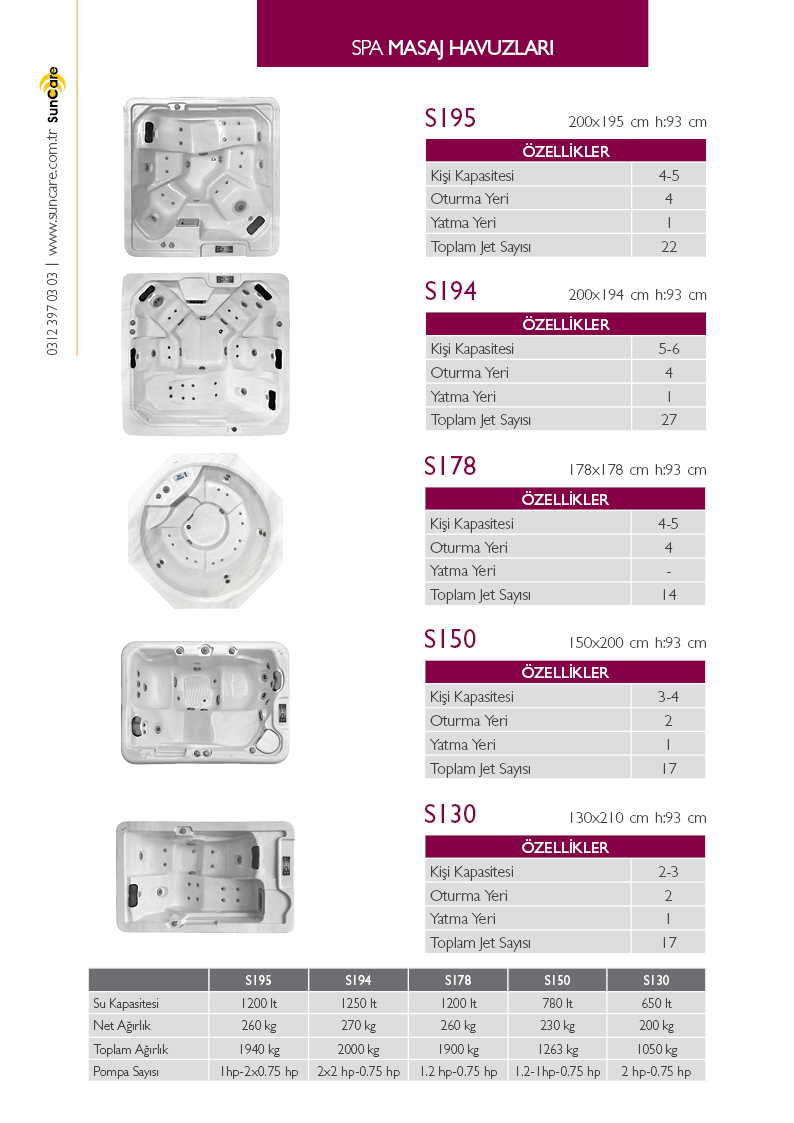 SPA MASAJ HAVUZLARI
0312 397 03 03 | www.suncare.com.tr SunCare
S195 200x195 cm h:93 cm
ÖZELLİKLER
Kişi Kapasitesi 4-5
Oturma Yeri 4
Yatma Yeri 1
Toplam Jet Sayısı 22
S194 200x194 cm h:93 cm
ÖZELLİKLER
Kişi Kapasitesi 5-6
Oturma Yeri 4
Yatma Yeri 1
Toplam Jet Sayısı 27
S178 178x178 cm h:93 cm
ÖZELLİKLER
Kişi Kapasitesi 4-5
Oturma Yeri 4
Yatma Yeri -
Toplam Jet Sayısı 14
S150 150x200 cm h:93 cm
ÖZELLİKLER
Kişi Kapasitesi 3-4
Oturma Yeri 2
Yatma Yeri 1
Toplam Jet Sayısı 17
S130 130x210 cm h:93 cm
ÖZELLİKLER
Kişi Kapasitesi 2-3
Oturma Yeri 2
Yatma Yeri 1
Toplam Jet Sayısı 17
S195 S194 S178 S150 S130
Su Kapasitesi 1200 lt 1250 lt 1200 lt 780 lt 650 lt
Net Ağırlık 260 kg 270 kg 260 kg 230 kg 200 kg
Toplam Ağırlık 1940 kg 2000 kg 1900 kg 1263 kg 1050 kg
Pompa Sayısı 1hp-2x0.75 hp 2x2 hp-0.75 hp 1.2 hp-0.75 hp 1.2-1hp-0.75 hp 2 hp-0.75 hp